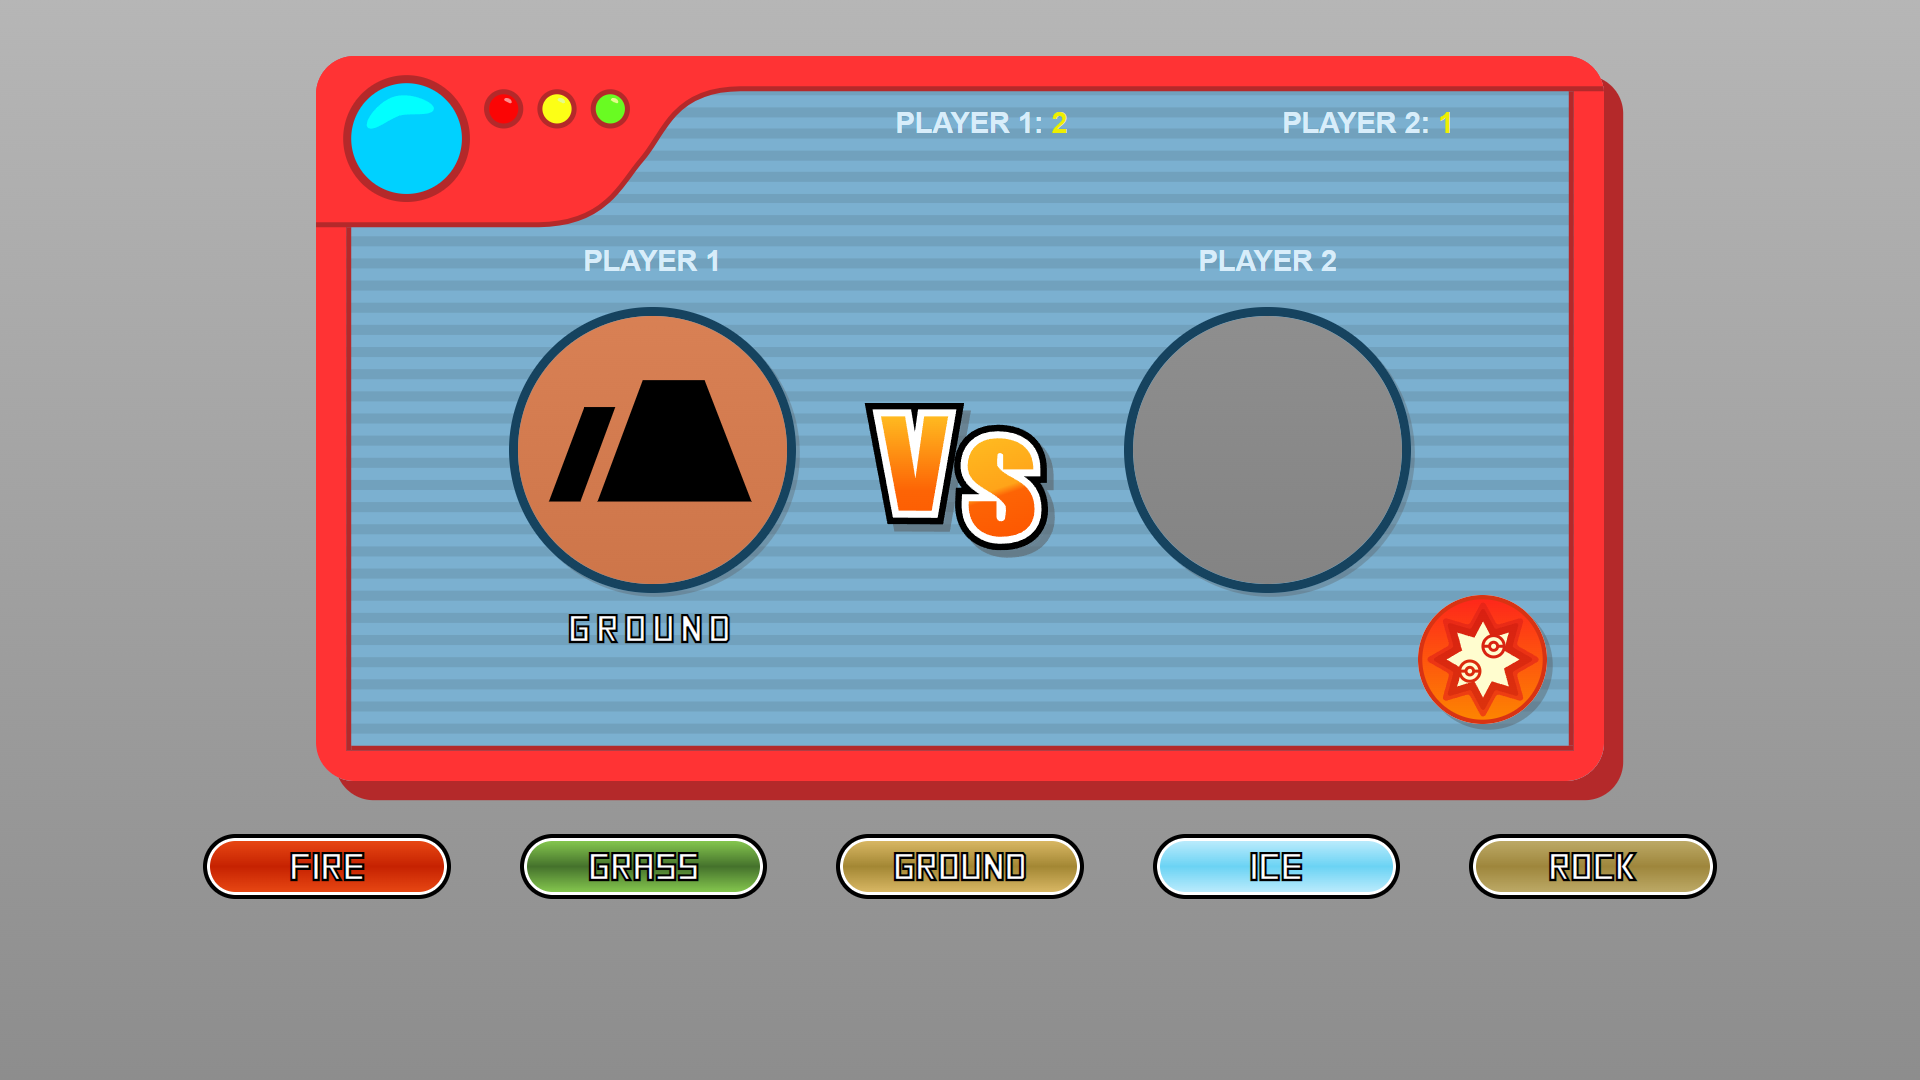 PLAYER 1: 2
PLAYER 2: 1
PLAYER 1
PLAYER 2
VS
GROUND
FIRE
GRASS
GROUND
ICE
ROCK